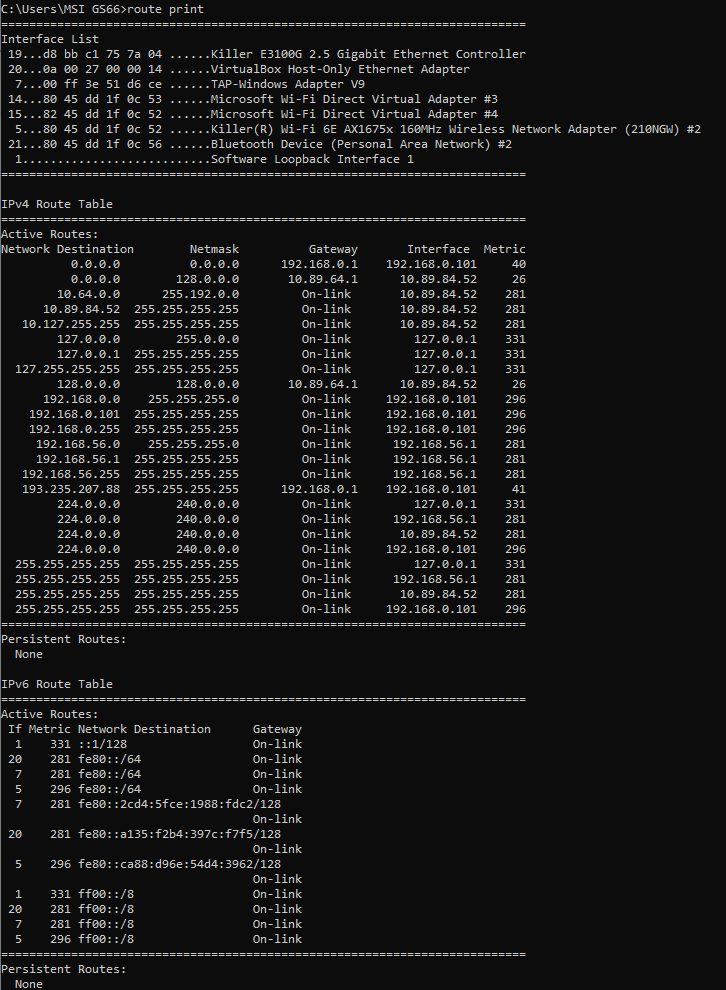 C:\Users\MSI GS66>route print
===========================================================================
Interface List
 19...d8 bb c1 75 7a 04 ......Killer E3100G 2.5 Gigabit Ethernet Controller
 20...0a 00 27 00 00 14 ......VirtualBox Host-Only Ethernet Adapter
  7...00 ff 3e 51 d6 ce ......TAP-Windows Adapter V9
 14...80 45 dd 1f 0c 53 ......Microsoft Wi-Fi Direct Virtual Adapter #3
 15...82 45 dd 1f 0c 52 ......Microsoft Wi-Fi Direct Virtual Adapter #4
  5...80 45 dd 1f 0c 52 ......Killer(R) Wi-Fi 6E AX1675x 160MHz Wireless Network Adapter (210NGW) #2
 21...80 45 dd 1f 0c 56 ......Bluetooth Device (Personal Area Network) #2
  1...........................Software Loopback Interface 1
===========================================================================

IPv4 Route Table
===========================================================================
Active Routes:
Network Destination        Netmask          Gateway       Interface  Metric
          0.0.0.0          0.0.0.0      192.168.0.1    192.168.0.101     40
          0.0.0.0        128.0.0.0       10.89.64.1      10.89.84.52     26
        10.64.0.0      255.192.0.0         On-link       10.89.84.52    281
      10.89.84.52  255.255.255.255         On-link       10.89.84.52    281
   10.127.255.255  255.255.255.255         On-link       10.89.84.52    281
        127.0.0.0        255.0.0.0         On-link         127.0.0.1    331
        127.0.0.1  255.255.255.255         On-link         127.0.0.1    331
  127.255.255.255  255.255.255.255         On-link         127.0.0.1    331
        128.0.0.0        128.0.0.0       10.89.64.1      10.89.84.52     26
      192.168.0.0    255.255.255.0         On-link     192.168.0.101    296
    192.168.0.101  255.255.255.255         On-link     192.168.0.101    296
    192.168.0.255  255.255.255.255         On-link     192.168.0.101    296
     192.168.56.0    255.255.255.0         On-link      192.168.56.1    281
     192.168.56.1  255.255.255.255         On-link      192.168.56.1    281
   192.168.56.255  255.255.255.255         On-link      192.168.56.1    281
   193.235.207.88  255.255.255.255      192.168.0.1    192.168.0.101     41
        224.0.0.0        240.0.0.0         On-link         127.0.0.1    331
        224.0.0.0        240.0.0.0         On-link      192.168.56.1    281
        224.0.0.0        240.0.0.0         On-link       10.89.84.52    281
        224.0.0.0        240.0.0.0         On-link     192.168.0.101    296
  255.255.255.255  255.255.255.255         On-link         127.0.0.1    331
  255.255.255.255  255.255.255.255         On-link      192.168.56.1    281
  255.255.255.255  255.255.255.255         On-link       10.89.84.52    281
  255.255.255.255  255.255.255.255         On-link     192.168.0.101    296
===========================================================================
Persistent Routes:
  None

IPv6 Route Table
===========================================================================
Active Routes:
 If Metric Network Destination      Gateway
  1    331 ::1/128                  On-link
 20    281 fe80::/64                On-link
  7    281 fe80::/64                On-link
  5    296 fe80::/64                On-link
  7    281 fe80::2cd4:5fce:1988:fdc2/128
                                    On-link
 20    281 fe80::a135:f2b4:397c:f7f5/128
                                    On-link
  5    296 fe80::ca88:d96e:54d4:3962/128
                                    On-link
  1    331 ff00::/8                 On-link
 20    281 ff00::/8                 On-link
  7    281 ff00::/8                 On-link
  5    296 ff00::/8                 On-link
===========================================================================
Persistent Routes:
  None